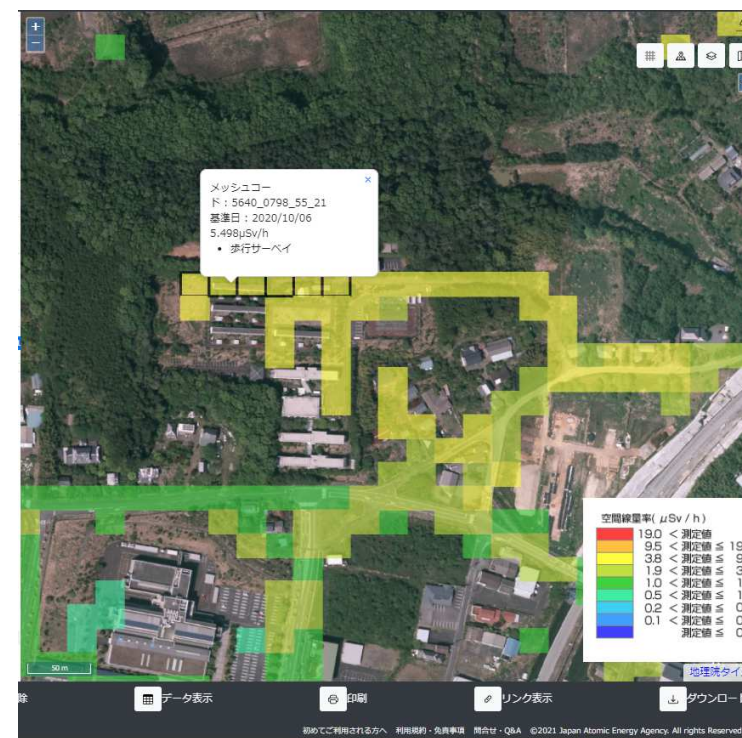 +
−
メッシュコー
ド：5640_0798_55_21
×
基準日：2020/10/06
5.498μSv/h
• 歩行サーベイ
空間線量率( μSv / h )
19.0 ＜測定値
9.5 ＜測定値≦ 19
3.8 ＜測定値≦ 9
1.9 ＜測定値≦ 3
1.0 ＜測定値≦ 1
0.5 ＜測定値≦ 1
0.2 ＜測定値≦ 0
0.1 ＜測定値≦ 0
測定値≦ 0
50 m
地理院タイ
除 データ表示 印刷 リンク表示 ダウンロード
初めてご利用される方へ 利用規約・免責事項 問合せ・Q&A ©2021 Japan Atomic Energy Agency. All rights Reserved